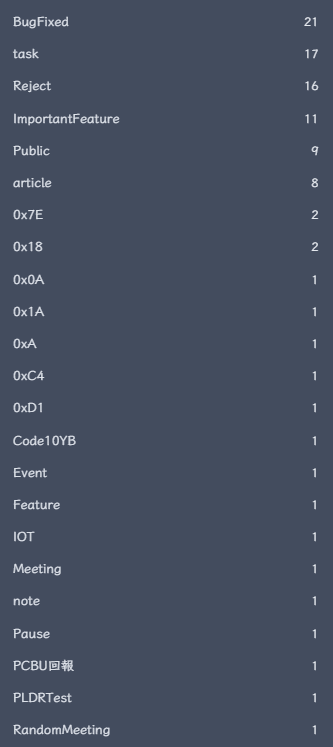 BugFixed 21
task 17
Reject 16
ImportantFeature 11
Public 9
article 8
0x7E 2
0x18 2
0x0A 1
0x1A 1
0xA 1
0xC4 1
0xD1 1
Code10YB 1
Event 1
Feature 1
IOT 1
Meeting 1
note 1
Pause 1
PCBU回報 1
PLDRTest 1
RandomMeeting 1